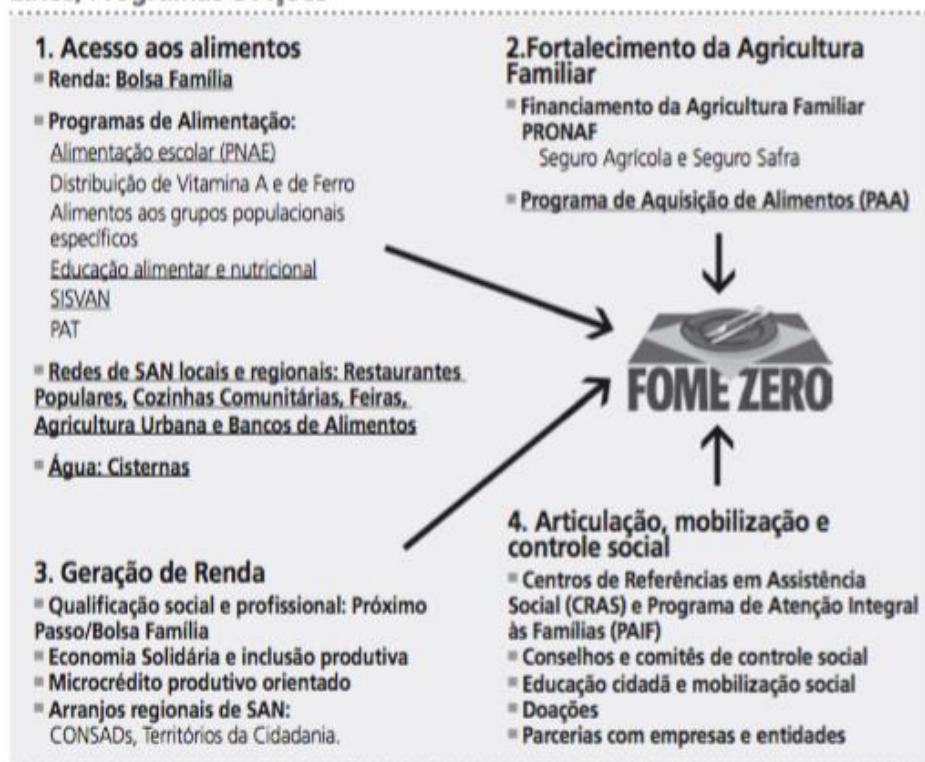 1. Acesso aos alimentos
Renda: Bolsa Família
Programas de Alimentação:
Alimentação escolar (PNAE)
Distribuição de Vitamina A e de Ferro
Alimentos aos grupos populacionais
específicos
Educação alimentar e nutricional
SISVAN
PAT
Redes de SAN locais e regionais: Restaurantes
Populares, Cozinhas Comunitárias, Feiras,
Agricultura Urbana e Bancos de Alimentos
Água: Cisternas
2.Fortalecimento da Agricultura
Familiar
Financiamento da Agricultura Familiar
PRONAF
Seguro Agrícola e Seguro Safra
Programa de Aquisição de Alimentos (PAA)
FOME ZERO
3. Geração de Renda
Qualificação social e profissional: Próximo
Passo/Bolsa Família
Economia Solidária e inclusão produtiva
Microcrédito produtivo orientado
Arranjos regionais de SAN:
CONSADs, Territórios da Cidadania.
4. Articulação, mobilização e
controle social
Centros de Referências em Assistência
Social (CRAS) e Programa de Atenção Integral
às Famílias (PAIF)
Conselhos e comitês de controle social
Educação cidadã e mobilização social
Doações
Parcerias com empresas e entidades